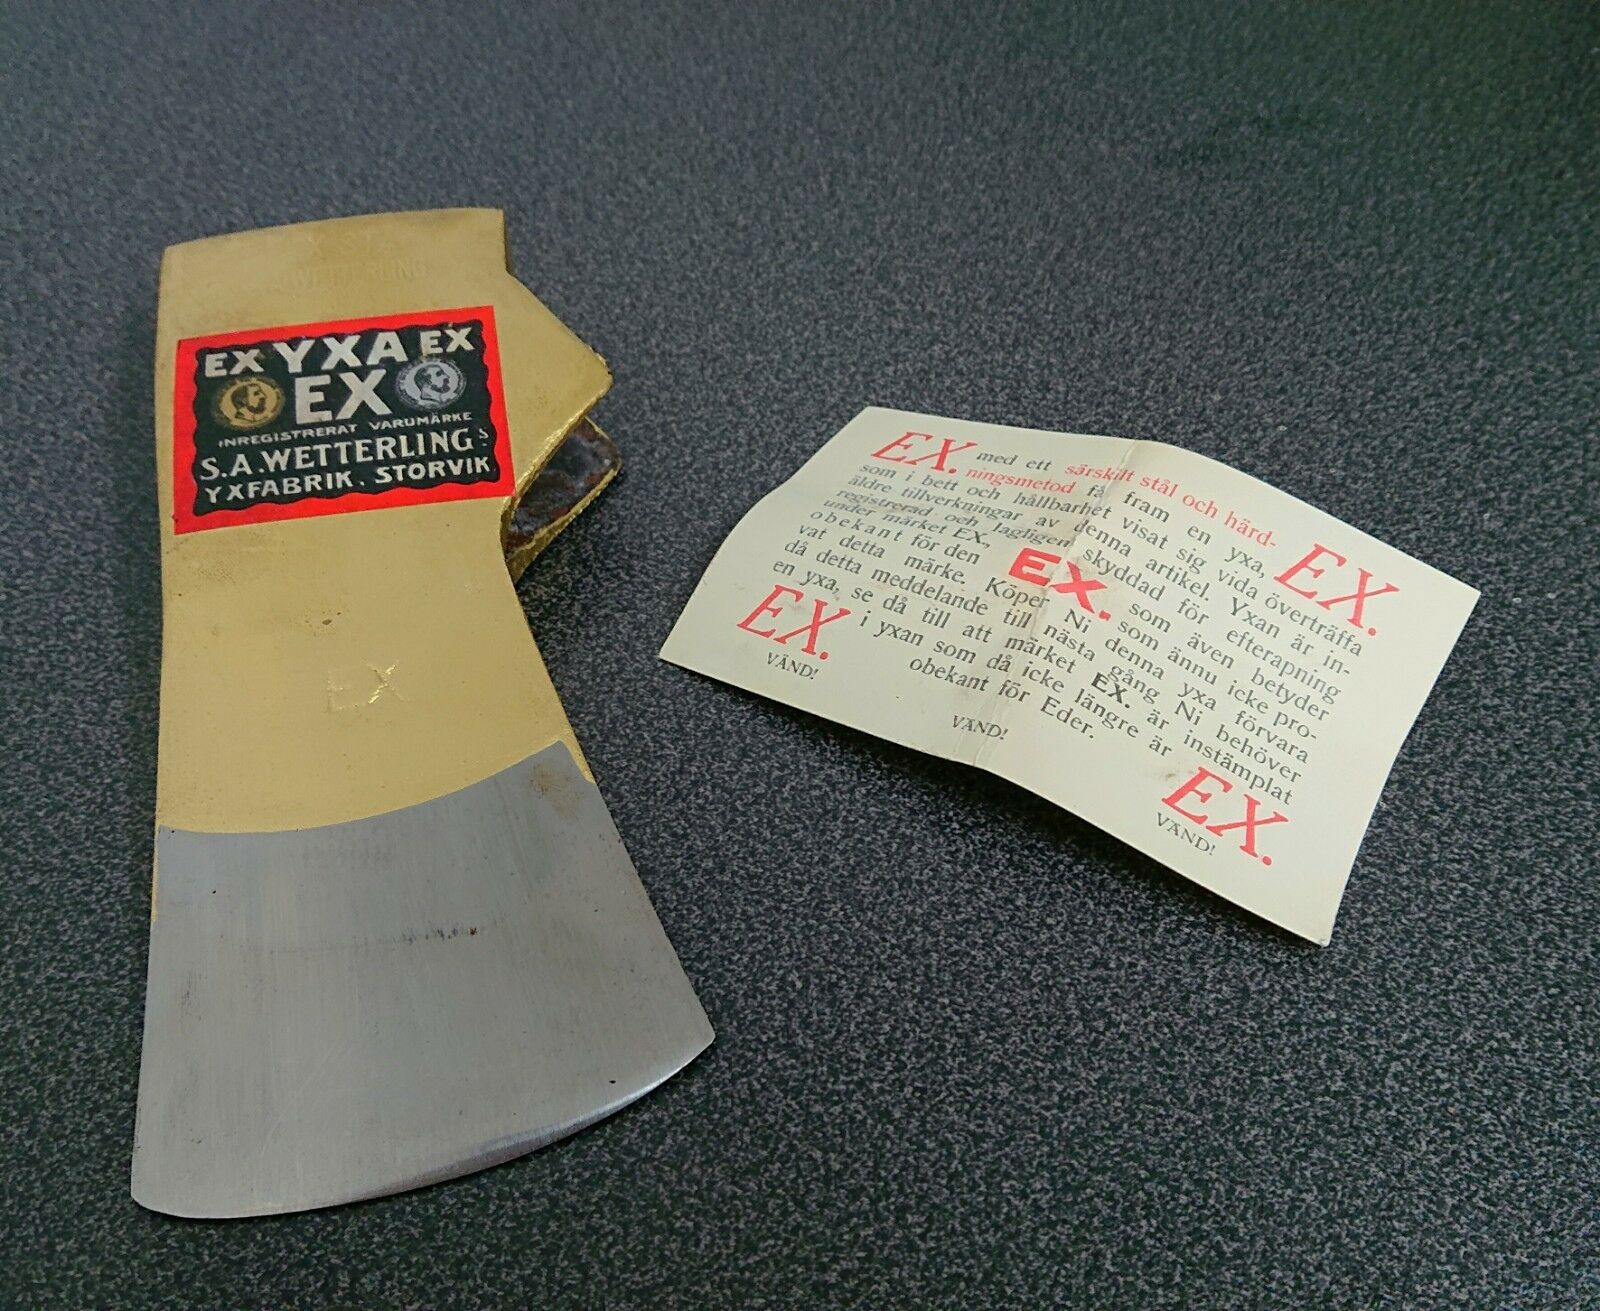 WETTERLING
EX YXA EX
EX
INREGISTRERAT VARUMÄRKE
S.A.WETTERLINGS
YXFABRIK. STORVIK
EX
EX. med ett särskilt stål och härd-
ningsmetod få fram en yxa, EX.
som i bett och hållbarhet visat sig vida överträffa
äldre tillverkningar av denna artikel. Yxan är in-
registrerad och lagligen skyddad för efterapning
under märket EX, EX. som även betyder
obekant för den som ännu icke pro-
vat detta märke. Köper Ni denna yxa förvara
då detta meddelande till nästa gång Ni behöver
en yxa, se då till att märket EX. är instämplat
EX. i yxan som då icke längre är EX.
obekant för Eder.
VÄND! VÄND! VÄND!